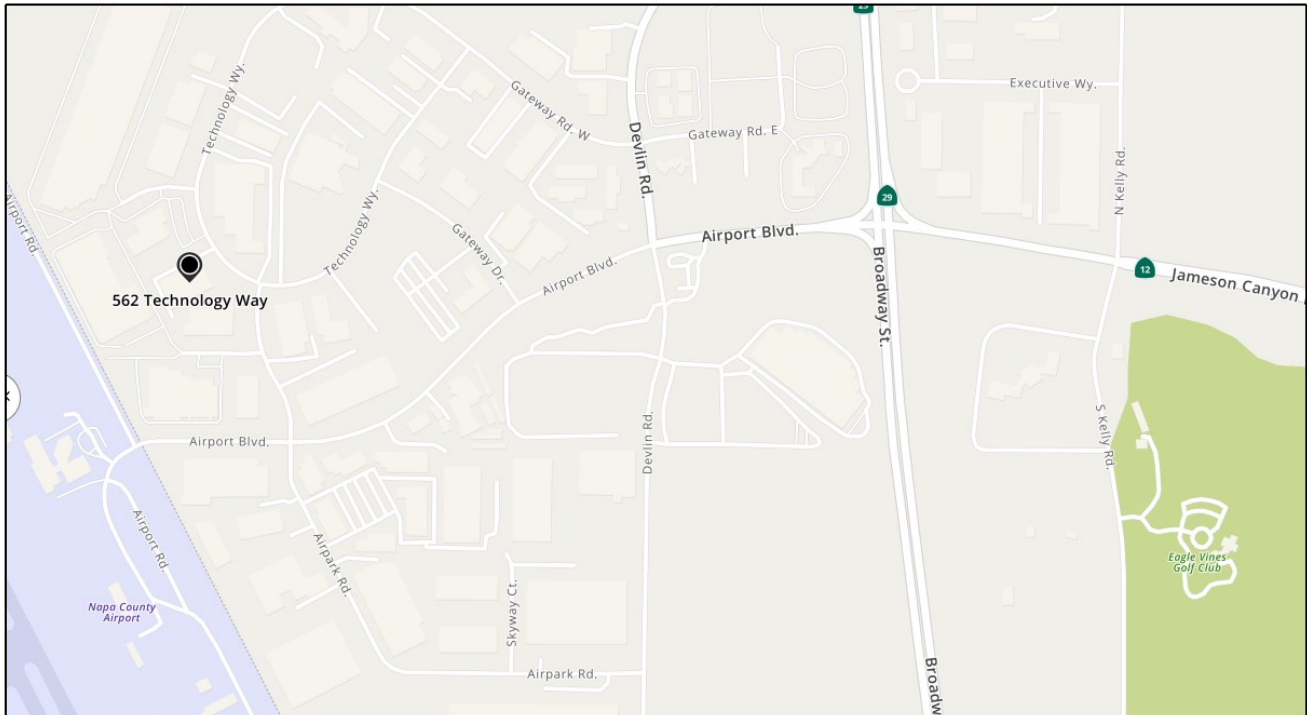 29
Executive Wy.
Technology Wy.
Gateway Rd. W
Devlin Rd.
Gateway Rd. E
N Kelly Rd.
Airport Rd.
29
Technology Wy.
Gateway Dr.
Airport Blvd.
Airport Blvd.
Broadway St.
12
Jameson Canyon
562 Technology Way
S Kelly Rd.
Airport Blvd.
Devlin Rd.
Airport Rd.
Airpark Rd.
Eagle Vines
Golf Club
Napa County
Airport
Skyway Ct.
Airpark Rd.
Broadw